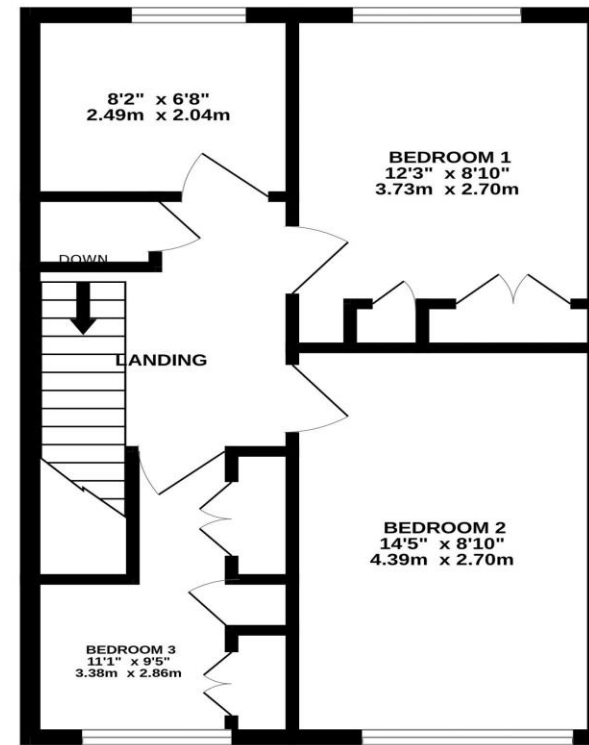 8'2" x 6'8"
2.49m x 2.04m
BEDROOM 1
12'3" x 8'10"
3.73m x 2.70m
DOWN
LANDING
BEDROOM 2
14'5" x 8'10"
4.39m x 2.70m
BEDROOM 3
11'1" x 9'5"
3.38m x 2.86m